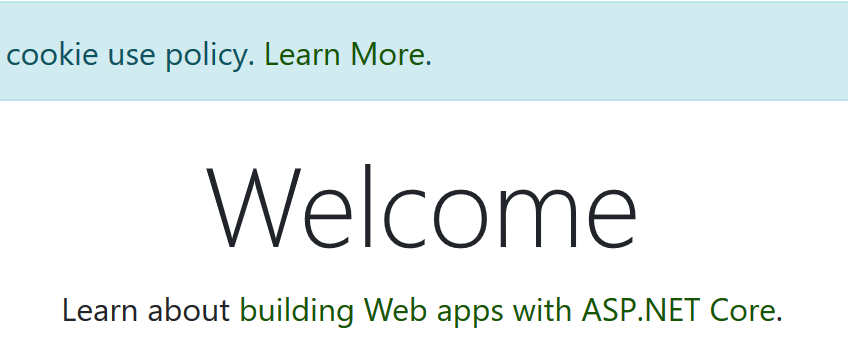 cookie use policy. Learn More.
Welcome
Learn about building Web apps with ASP.NET Core.